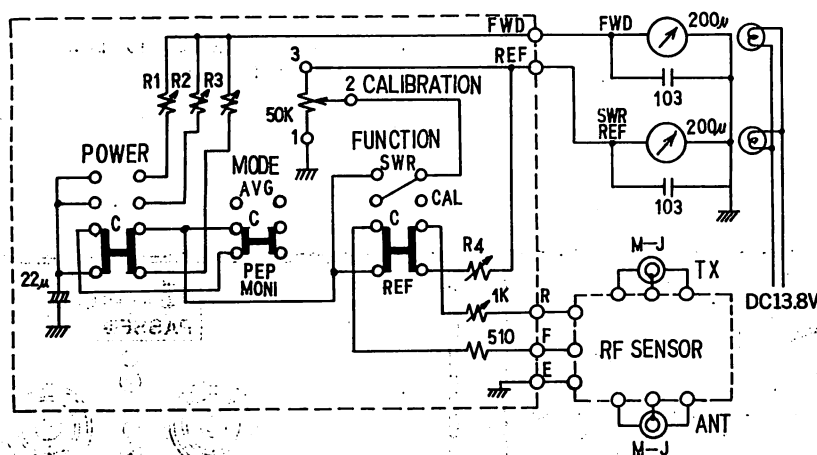 FWD
REF
FWD
200μ
103
SWR
REF
200μ
103
R1 R2 R3
3
50K
2 CALIBRATION
1
FUNCTION
SWR
CAL
C
REF
POWER
C
MODE
AVG
C
PEP
MONI
22μ
R4
1K
510
R
F
E
M-J
TX
RF SENSOR
ANT
M-J
DC13.8V